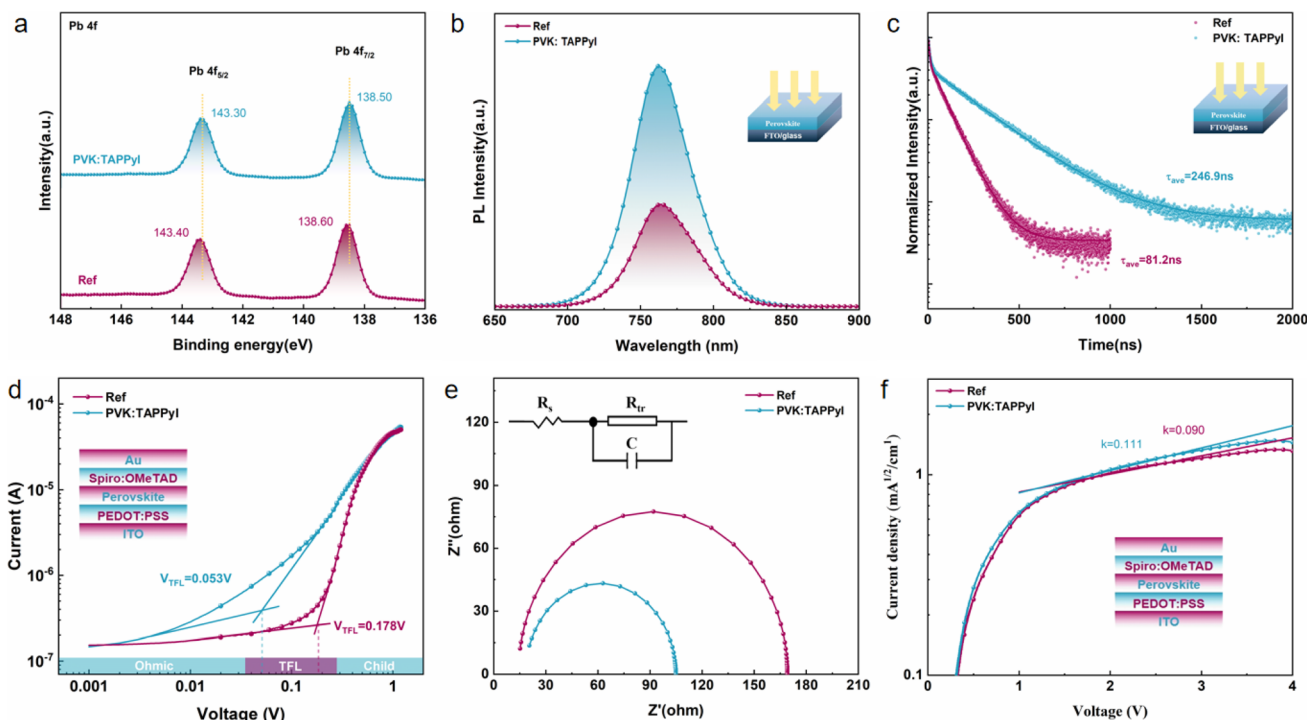 a
Pb 4f
Pb 4f5/2
Pb 4f7/2
143.30
138.50
PVK:TAPPyI
143.40
138.60
Ref
Intensity(a.u.)
148 146 144 142 140 138 136
Binding energy(eV)
b
Ref
PVK: TAPPyI
Perovskite
FTO/glass
PL Intensity(a.u.)
650 700 750 800 850 900
Wavelength (nm)
c
Ref
PVK: TAPPyI
Perovskite
FTO/glass
τave=246.9ns
τave=81.2ns
Normalized Intensity(a.u.)
0 500 1000 1500 2000
Time(ns)
d
Ref
PVK:TAPPyI
10-4
10-5
10-6
10-7
Au
Spiro:OMeTAD
Perovskite
PEDOT:PSS
ITO
VTFL=0.053V
VTFL=0.178V
Ohmic TFL Child
Current (A)
0.001 0.01 0.1 1
Voltage (V)
e
Ref
PVK:TAPPyI
Rs
Rtr
C
120
90
60
30
0
Z''(ohm)
0 30 60 90 120 150 180 210
Z'(ohm)
f
Ref
PVK:TAPPyI
k=0.111
k=0.090
Au
Spiro:OMeTAD
Perovskite
PEDOT:PSS
ITO
1
0.1
Current density (mA1/2/cm1)
0 1 2 3 4
Voltage (V)